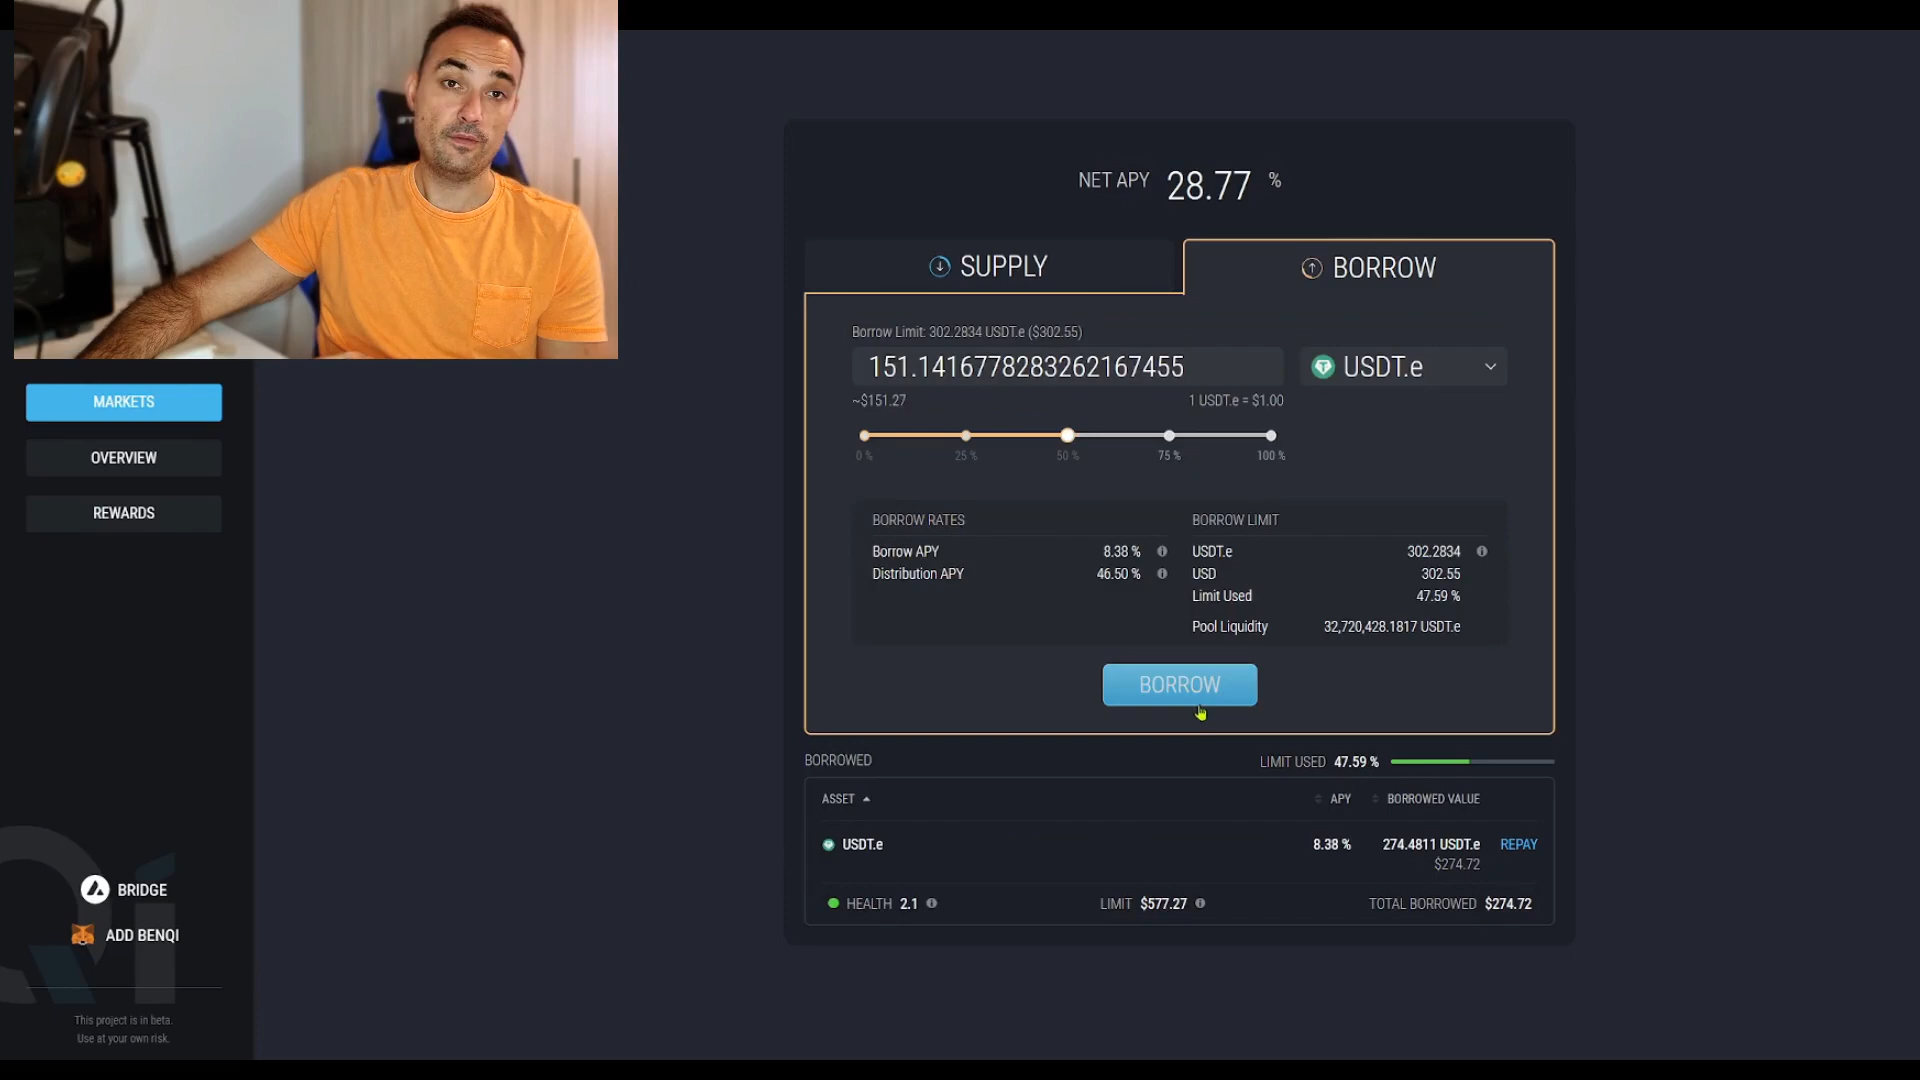 NET APY 28.77 %
SUPPLY
BORROW
Borrow Limit: 302.2834 USDT.e ($302.55)
151.1416778283262167455
USDT.e
~$151.27
1 USDT.e = $1.00
0 %
25 %
50 %
75 %
100 %
BORROW RATES
Borrow APY 8.38 %
Distribution APY 46.50 %
BORROW LIMIT
USDT.e 302.2834
USD 302.55
Limit Used 47.59 %
Pool Liquidity 32,720,428.1817 USDT.e
BORROW
BORROWED
LIMIT USED 47.59 %
ASSET APY BORROWED VALUE
USDT.e 8.38 % 274.4811 USDT.e REPAY
$274.72
HEALTH 2.1 LIMIT $577.27 TOTAL BORROWED $274.72
MARKETS
OVERVIEW
REWARDS
BRIDGE
ADD BENQI
This project is in beta.
Use at your own risk.